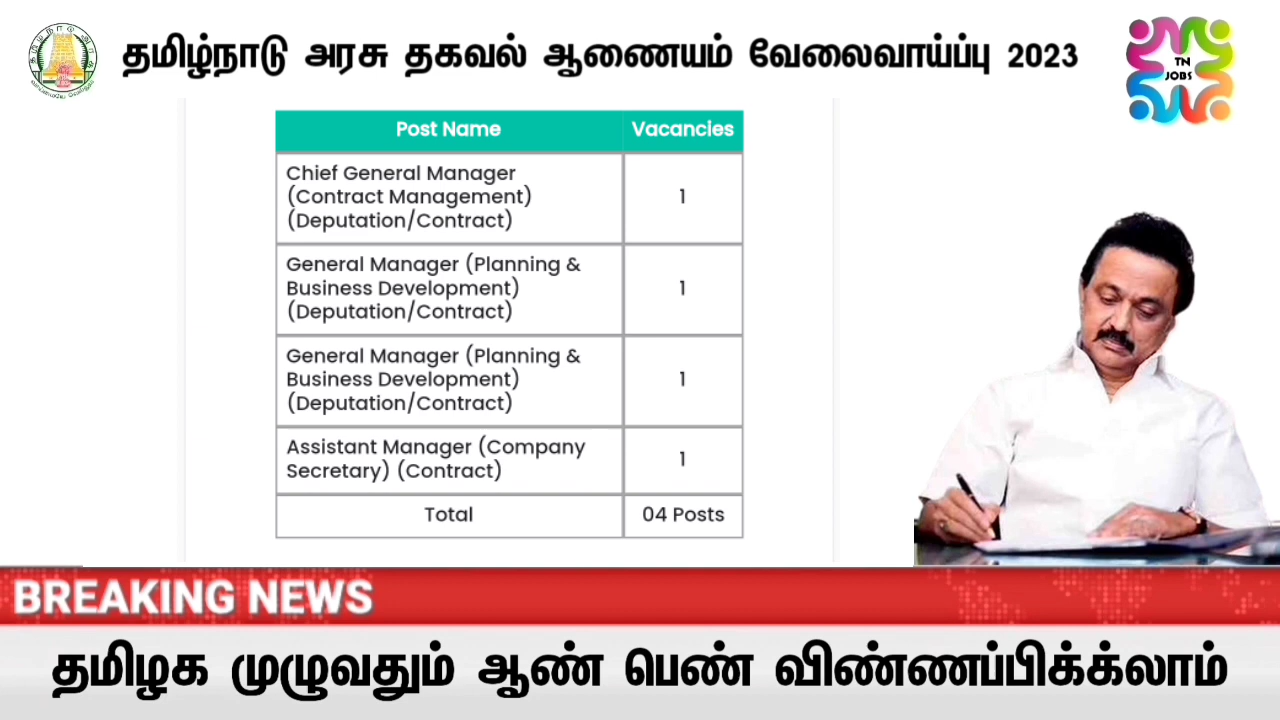 தமிழ்நாடு அரசு தகவல் ஆணையம் வேலைவாய்ப்பு 2023
TN
JOBS
Post Name Vacancies
Chief General Manager
(Contract Management) 1
(Deputation/Contract)
General Manager (Planning &
Business Development) 1
(Deputation/Contract)
General Manager (Planning &
Business Development) 1
(Deputation/Contract)
Assistant Manager (Company
Secretary) (Contract) 1
Total 04 Posts
BREAKING NEWS
தமிழக முழுவதும் ஆண் பெண் விண்ணப்பிக்க்லாம்